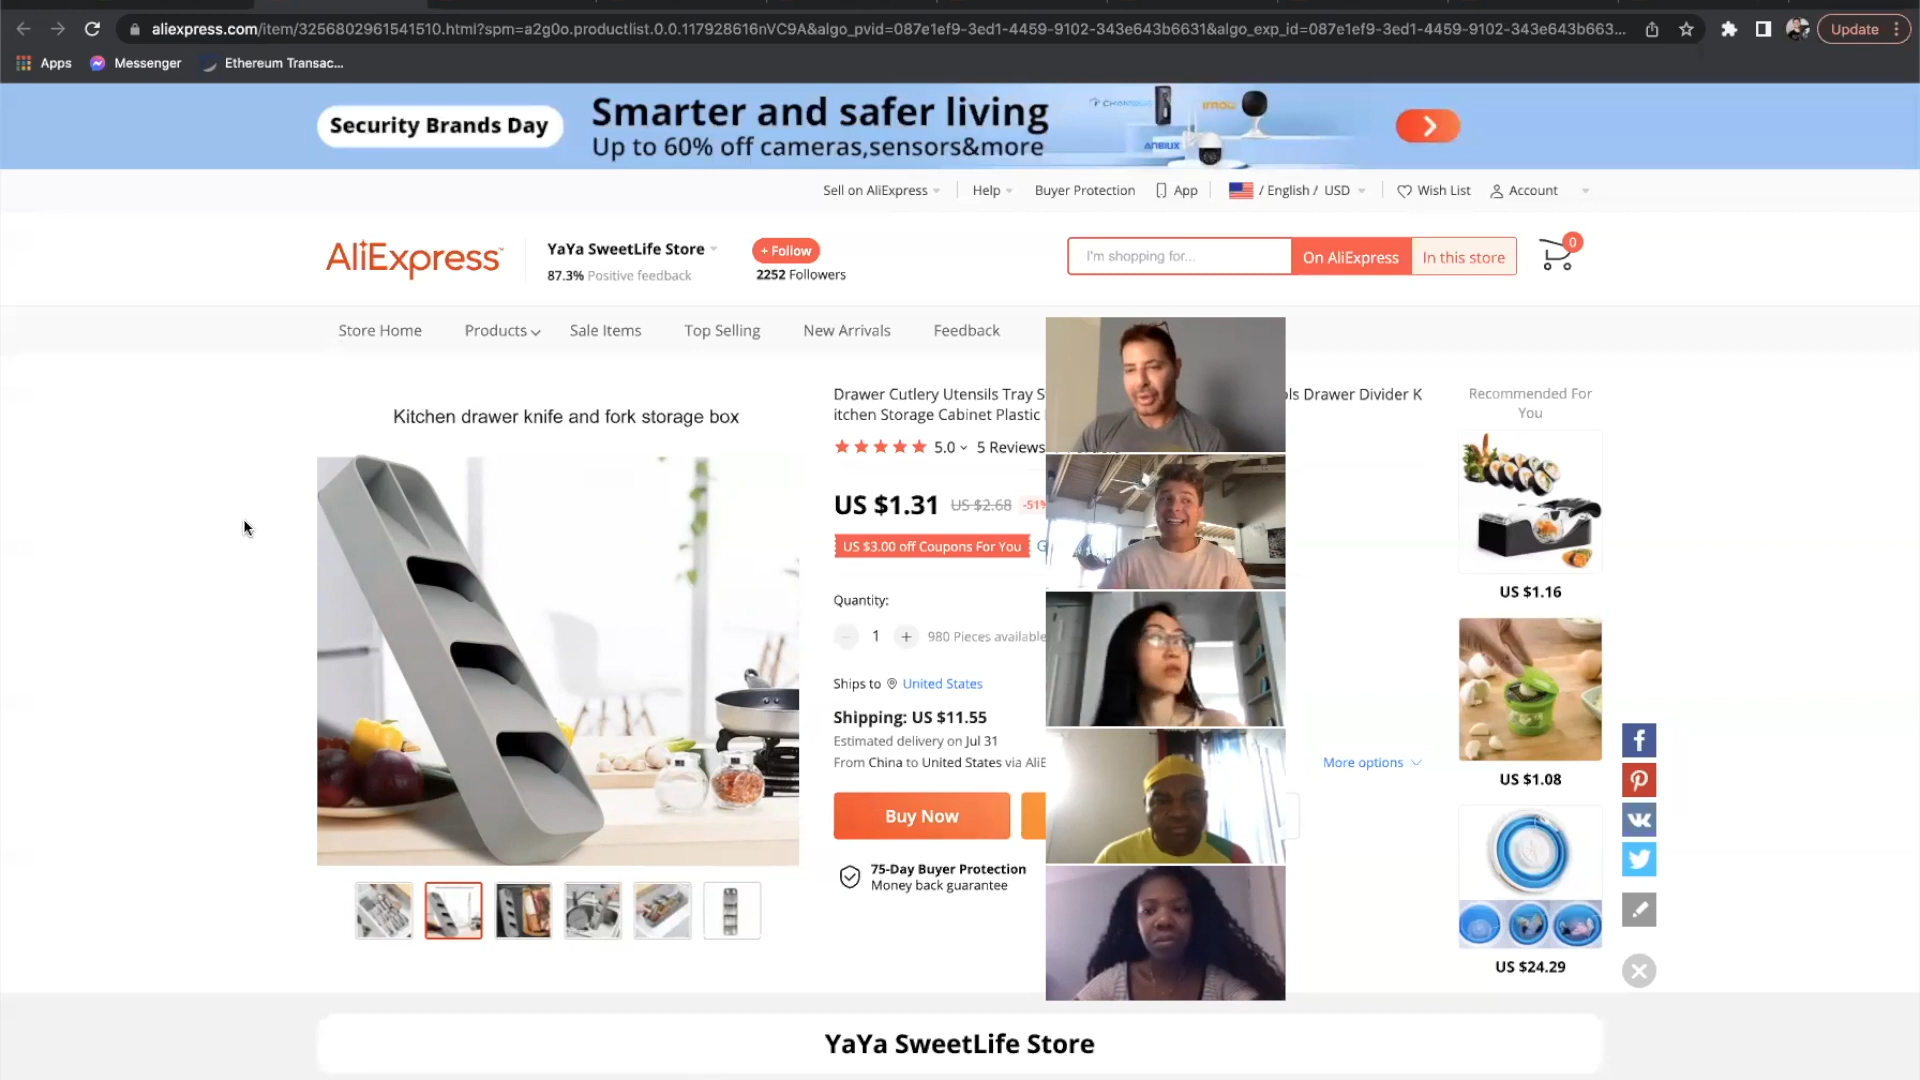 aliexpress.com/item/3256802961541510.html?spm=a2g0o.productlist.0.0.117928616nVC9A&algo_pvid=087e1ef9-3ed1-4459-9102-343e643b6631&algo_exp_id=087e1ef9-3ed1-4459-9102-343e643b663...
Update
Apps
Messenger
Ethereum Transac...
Security Brands Day
Smarter and safer living
Up to 60% off cameras,sensors&more
Sell on AliExpress
Help
Buyer Protection
App
/ English / USD
Wish List
Account
AliExpress
YaYa SweetLife Store
87.3% Positive feedback
+ Follow
2252 Followers
I'm shopping for...
On AliExpress
In this store
0
Store Home
Products
Sale Items
Top Selling
New Arrivals
Feedback
Kitchen drawer knife and fork storage box
Drawer Cutlery Utensils Tray S
ls Drawer Divider K
itchen Storage Cabinet Plastic
5.0
5 Reviews
US $1.31
US $2.68
-51%
US $3.00 off Coupons For You
Quantity:
1
980 Pieces available
Ships to
United States
Shipping: US $11.55
Estimated delivery on Jul 31
From China to United States via AliE
More options
Buy Now
75-Day Buyer Protection
Money back guarantee
Recommended For
You
US $1.16
US $1.08
US $24.29
YaYa SweetLife Store